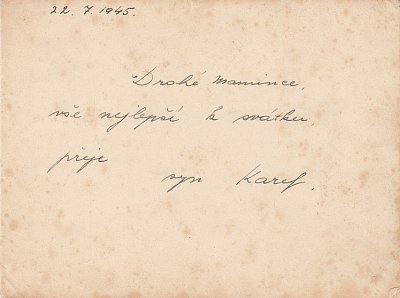 22. 7. 1945.
Drahé mamince,
vše nejlepší k svátku,
přeje
syn Karel.